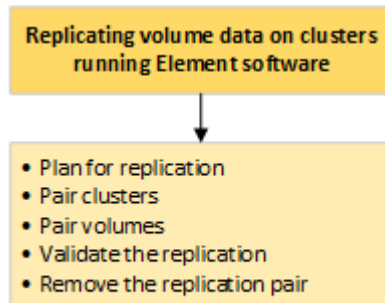 Replicating volume data on clusters
running Element software
• Plan for replication
• Pair clusters
• Pair volumes
• Validate the replication
• Remove the replication pair